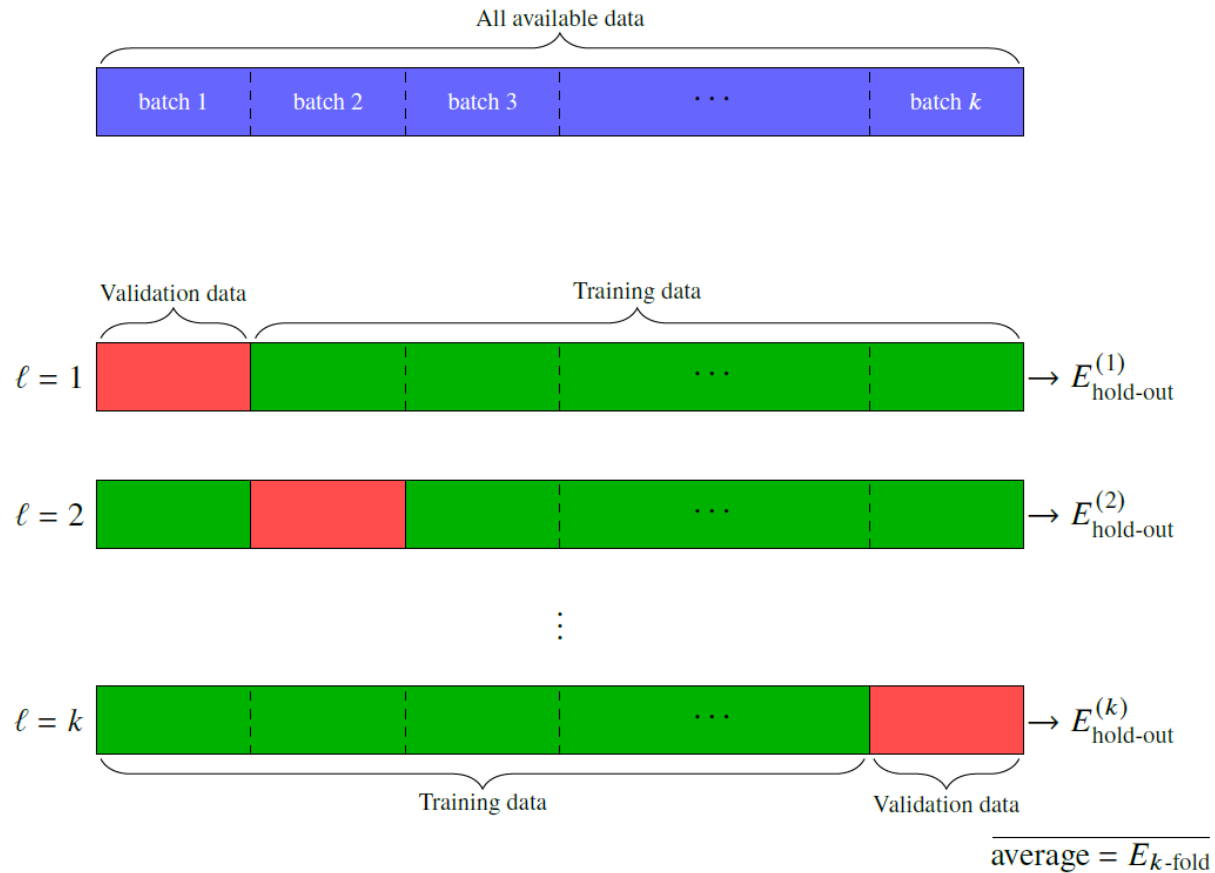 All available data
batch 1 batch 2 batch 3 ··· batch k
Validation data Training data
ℓ = 1 ··· → E_hold-out^(1)
ℓ = 2 ··· → E_hold-out^(2)
⋮
ℓ = k ··· → E_hold-out^(k)
Training data Validation data
average = E_k-fold